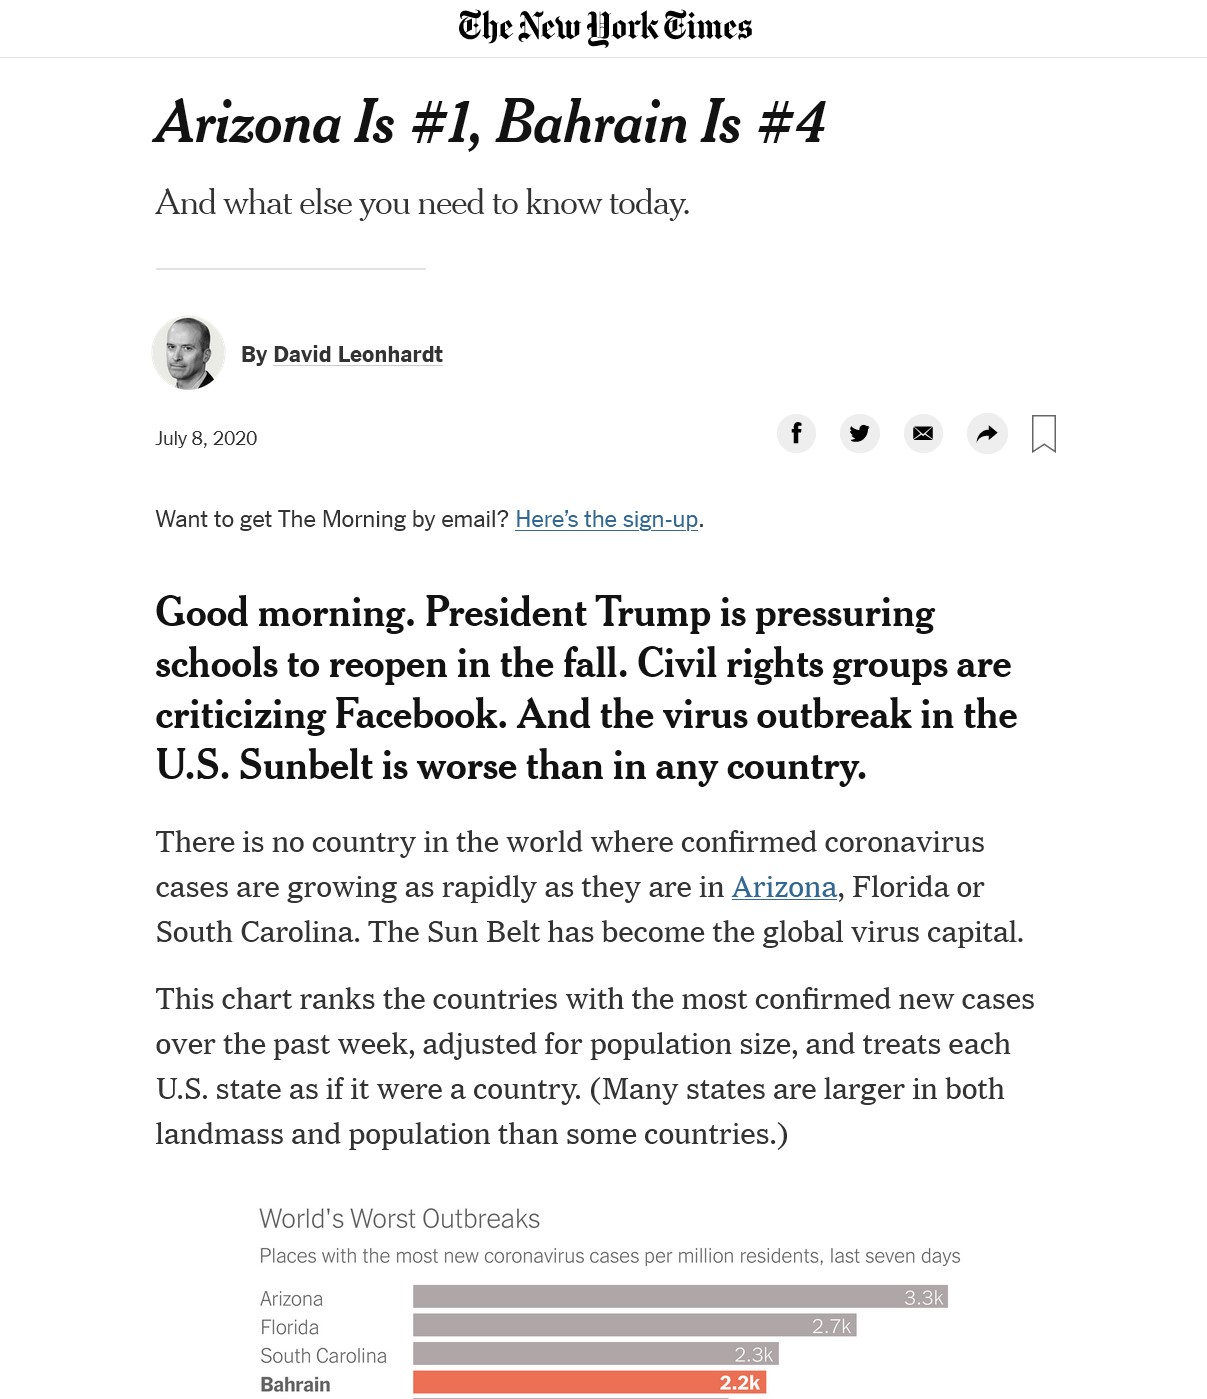 The New York Times
Arizona Is #1, Bahrain Is #4
And what else you need to know today.
By David Leonhardt
July 8, 2020
Want to get The Morning by email? Here’s the sign-up.
Good morning. President Trump is pressuring
schools to reopen in the fall. Civil rights groups are
criticizing Facebook. And the virus outbreak in the
U.S. Sunbelt is worse than in any country.
There is no country in the world where confirmed coronavirus
cases are growing as rapidly as they are in Arizona, Florida or
South Carolina. The Sun Belt has become the global virus capital.
This chart ranks the countries with the most confirmed new cases
over the past week, adjusted for population size, and treats each
U.S. state as if it were a country. (Many states are larger in both
landmass and population than some countries.)
World's Worst Outbreaks
Places with the most new coronavirus cases per million residents, last seven days
Arizona 3.3k
Florida 2.7k
South Carolina 2.3k
Bahrain 2.2k